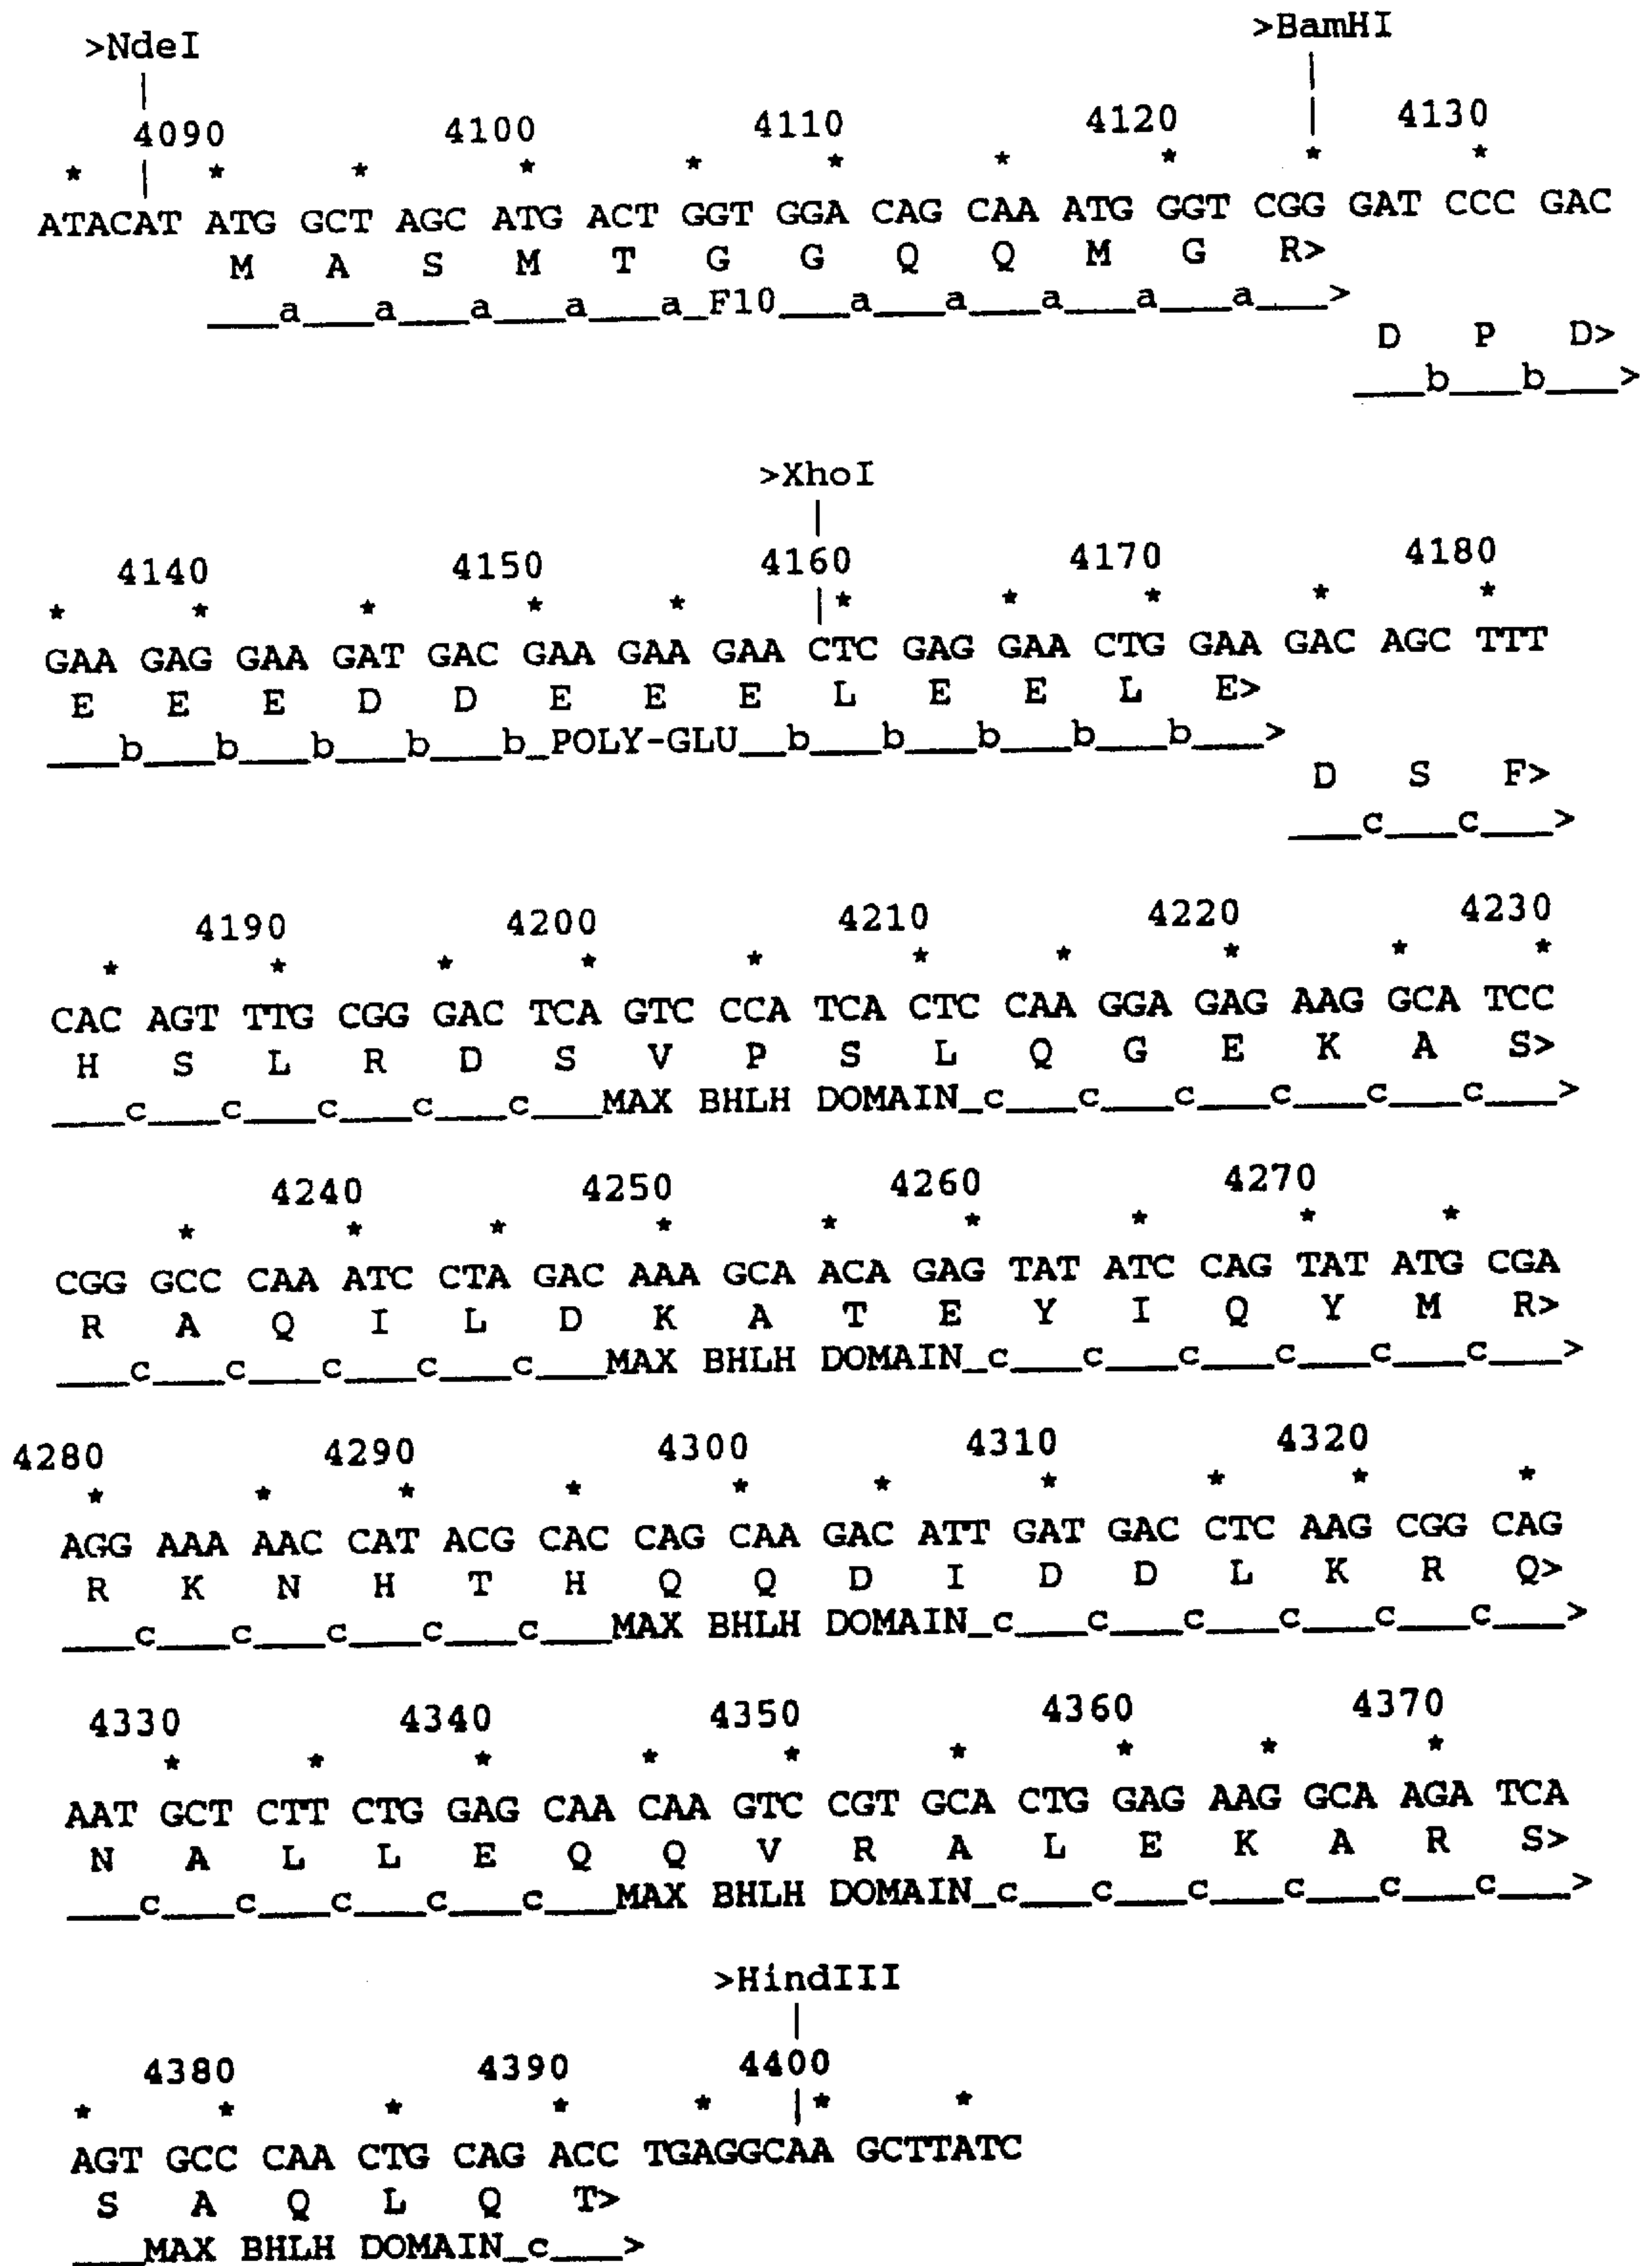 >NdeI >BamHI
4090 4100 4110 4120 4130
* * * * * * * * * *
ATACAT ATG GCT AGC ATG ACT GGT GGA CAG CAA ATG GGT CGG GAT CCC GAC
M A S M T G G Q Q M G R>
___a___a___a___a___a_F10___a___a___a___a___a___>
D P D>
___b___b___>
>XhoI
4140 4150 4160 4170 4180
* * * * * * * * * *
GAA GAG GAA GAT GAC GAA GAA GAA CTC GAG GAA CTG GAA GAC AGC TTT
E E E D D E E E L E E L E>
___b___b___b___b___b_POLY-GLU__b___b___b___b___b___>
D S F>
___c___c___>
4190 4200 4210 4220 4230
* * * * * * * * * *
CAC AGT TTG CGG GAC TCA GTC CCA TCA CTC CAA GGA GAG AAG GCA TCC
H S L R D S V P S L Q G E K A S>
___c___c___c___c___c___MAX BHLH DOMAIN_c___c___c___c___c___c___>
4240 4250 4260 4270
* * * * * * * * *
CGG GCC CAA ATC CTA GAC AAA GCA ACA GAG TAT ATC CAG TAT ATG CGA
R A Q I L D K A T E Y I Q Y M R>
___c___c___c___c___c___MAX BHLH DOMAIN_c___c___c___c___c___c___>
4280 4290 4300 4310 4320
* * * * * * * * * *
AGG AAA AAC CAT ACG CAC CAG CAA GAC ATT GAT GAC CTC AAG CGG CAG
R K N H T H Q Q D I D D L K R Q>
___c___c___c___c___c___MAX BHLH DOMAIN_c___c___c___c___c___c___>
4330 4340 4350 4360 4370
* * * * * * * * *
AAT GCT CTT CTG GAG CAA CAA GTC CGT GCA CTG GAG AAG GCA AGA TCA
N A L L E Q Q V R A L E K A R S>
___c___c___c___c___c___MAX BHLH DOMAIN_c___c___c___c___c___c___>
>HindIII
4380 4390 4400
* * * * * * *
AGT GCC CAA CTG CAG ACC TGAGGCAA GCTTATC
S A Q L Q T>
___MAX BHLH DOMAIN_c___>